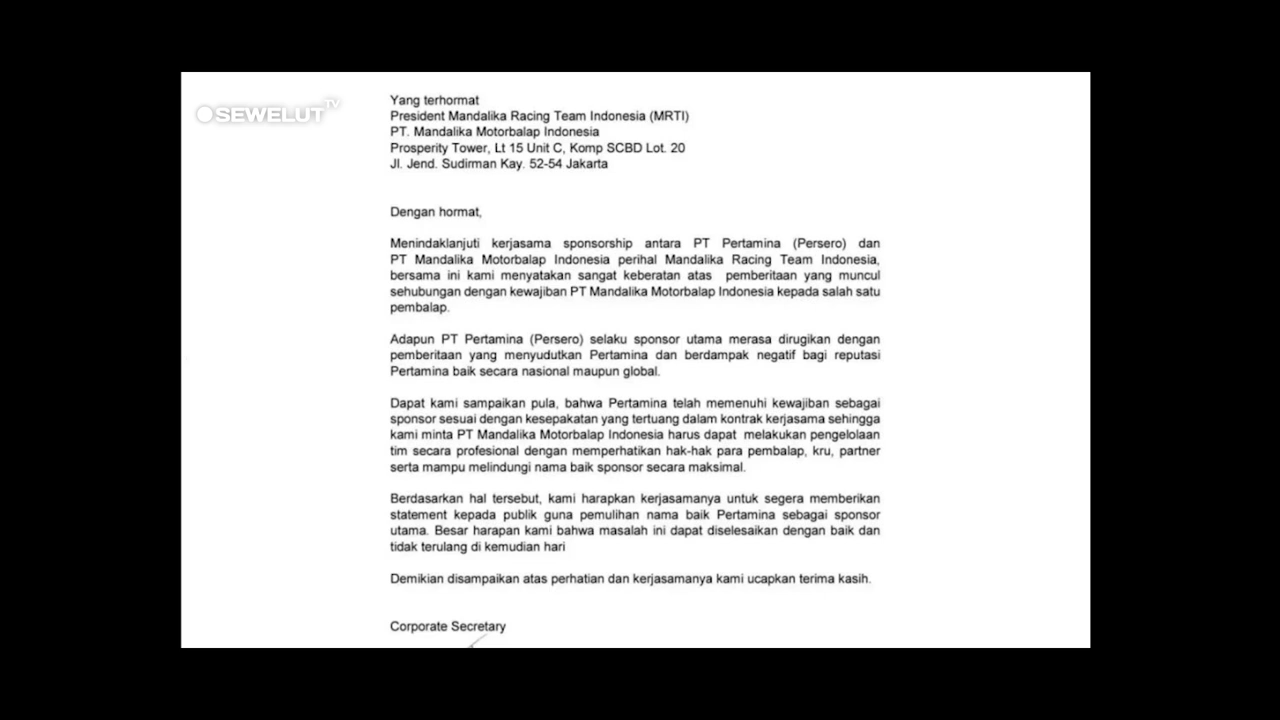 SEWELUT TV
Yang terhormat
President Mandalika Racing Team Indonesia (MRTI)
PT. Mandalika Motorbalap Indonesia
Prosperity Tower, Lt 15 Unit C, Komp SCBD Lot. 20
Jl. Jend. Sudirman Kay. 52-54 Jakarta
Dengan hormat,
Menindaklanjuti kerjasama sponsorship antara PT Pertamina (Persero) dan
PT Mandalika Motorbalap Indonesia perihal Mandalika Racing Team Indonesia,
bersama ini kami menyatakan sangat keberatan atas pemberitaan yang muncul
sehubungan dengan kewajiban PT Mandalika Motorbalap Indonesia kepada salah satu
pembalap.
Adapun PT Pertamina (Persero) selaku sponsor utama merasa dirugikan dengan
pemberitaan yang menyudutkan Pertamina dan berdampak negatif bagi reputasi
Pertamina baik secara nasional maupun global.
Dapat kami sampaikan pula, bahwa Pertamina telah memenuhi kewajiban sebagai
sponsor sesuai dengan kesepakatan yang tertuang dalam kontrak kerjasama sehingga
kami minta PT Mandalika Motorbalap Indonesia harus dapat melakukan pengelolaan
tim secara profesional dengan memperhatikan hak-hak para pembalap, kru, partner
serta mampu melindungi nama baik sponsor secara maksimal.
Berdasarkan hal tersebut, kami harapkan kerjasamanya untuk segera memberikan
statement kepada publik guna pemulihan nama baik Pertamina sebagai sponsor
utama. Besar harapan kami bahwa masalah ini dapat diselesaikan dengan baik dan
tidak terulang di kemudian hari
Demikian disampaikan atas perhatian dan kerjasamanya kami ucapkan terima kasih.
Corporate Secretary